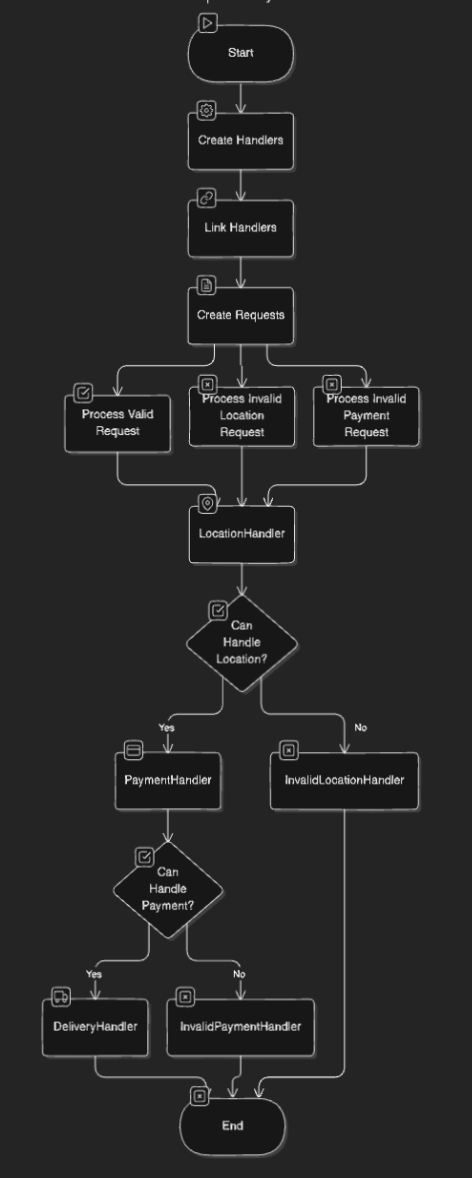 Start
Create Handlers
Link Handlers
Create Requests
Process Valid
Request
Process Invalid
Location
Request
Process Invalid
Payment
Request
LocationHandler
Can
Handle
Location?
Yes
No
PaymentHandler
InvalidLocationHandler
Can
Handle
Payment?
Yes
No
DeliveryHandler
InvalidPaymentHandler
End